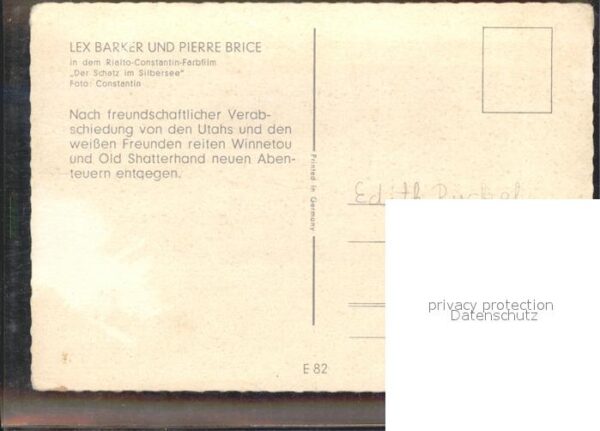 LEX BARKER UND PIERRE BRICE
in dem Rialto-Constantin-Farbfilm
„Der Schatz im Silbersee"
Foto: Constantin
Nach freundschaftlicher Verab-
schiedung von den Utahs und den
weißen Freunden reiten Winnetou
und Old Shatterhand neuen Aben-
teuern entgegen.
Printed in Germany
Edith
privacy protection
Datenschutz
E 82